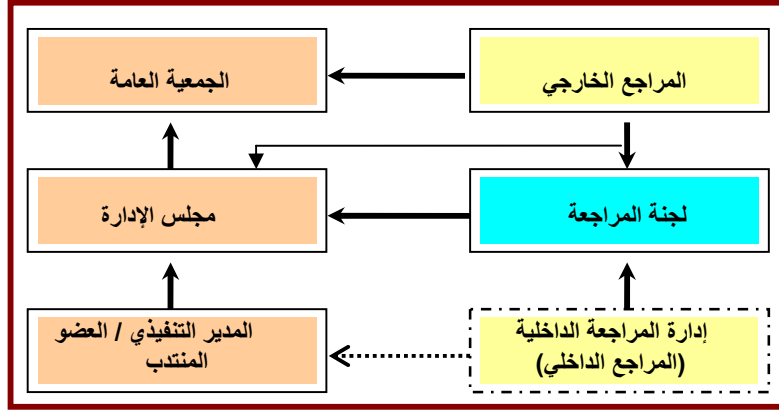 المراجع الخارجي
الجمعية العامة
لجنة المراجعة
مجلس الإدارة
إدارة المراجعة الداخلية
(المراجع الداخلي)
المدير التنفيذي / العضو
المنتدب